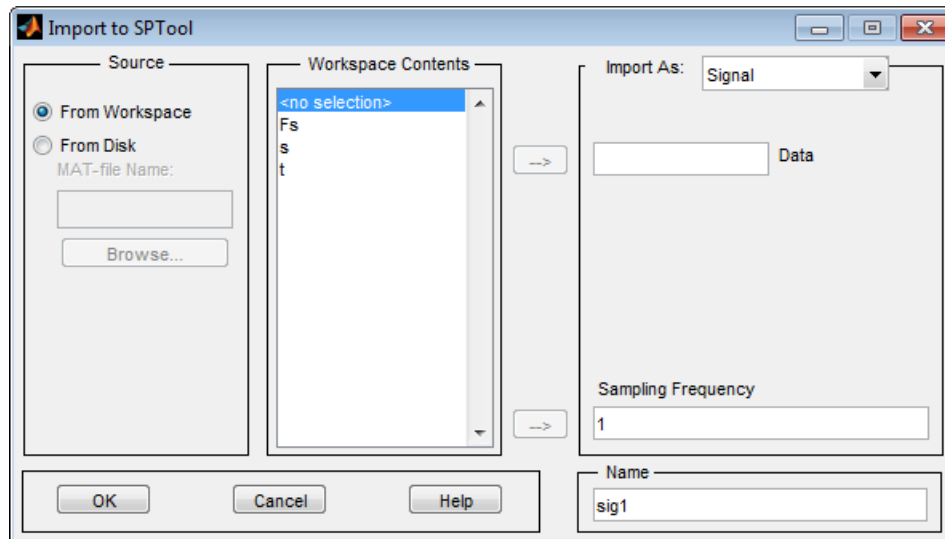 Import to SPTool
Source
From Workspace
From Disk
MAT-file Name:
Browse...
Workspace Contents
<no selection>
Fs
s
t
-->
-->
Import As:
Signal
Data
Sampling Frequency
1
OK
Cancel
Help
Name
sig1